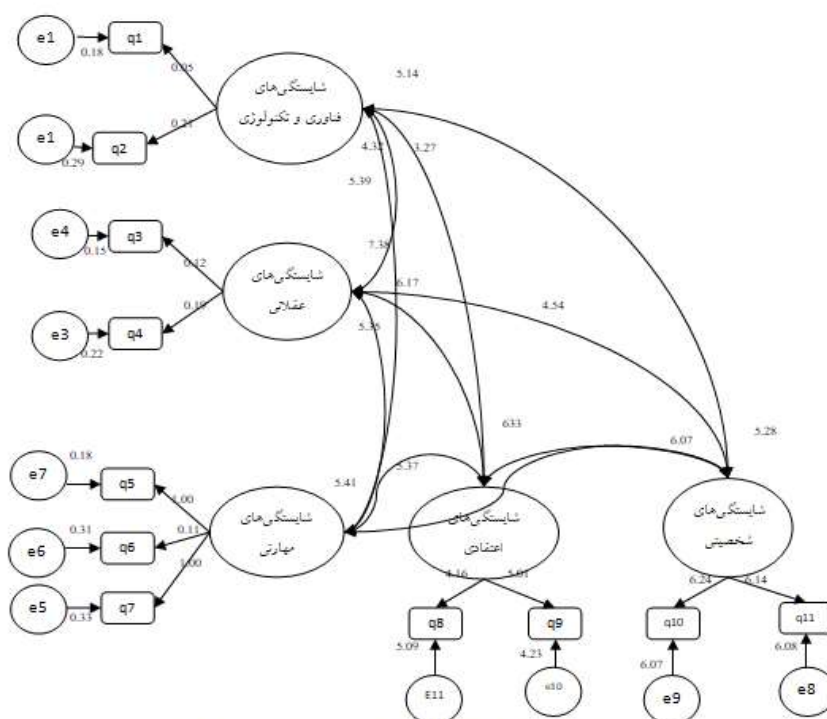 e1
q1
0.18
0.05
5.14
شایستگی‌های
فناوری و تکنولوژی
e1
q2
0.21
0.29
4.32
3.27
5.39
e4
q3
0.15
0.12
7.38
شایستگی‌های
عقلانی
6.17
4.54
e3
q4
0.19
0.22
5.35
633
5.28
6.07
0.18
e7
q5
1.00
5.41
5.37
شایستگی‌های
مهارتی
شایستگی‌های
اعتقادی
شایستگی‌های
شخصیتی
0.31
e6
q6
0.11
e5
q7
1.00
0.33
4.16
5.01
6.24
6.14
q8
q9
q10
q11
5.09
4.23
6.07
6.08
E11
e10
e9
e8